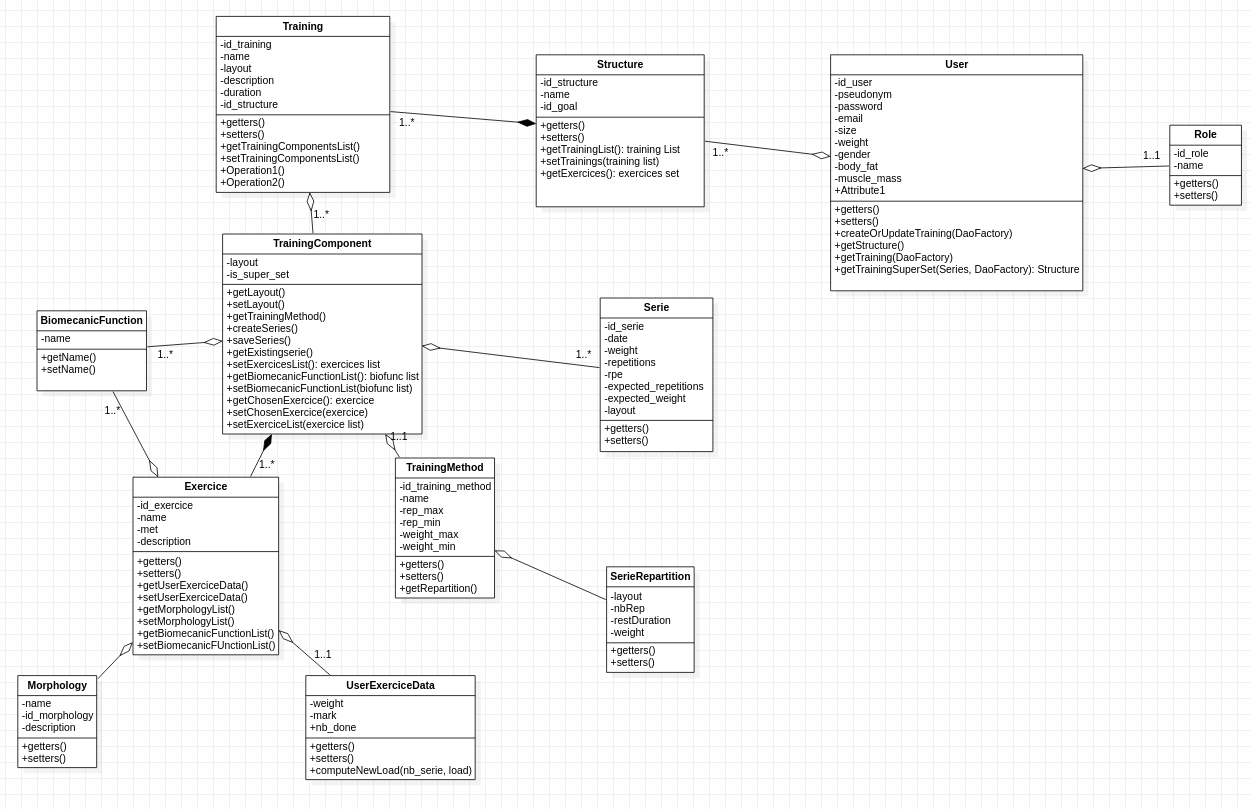 Training
-id_training
-name
-layout
-description
-duration
-id_structure
+getters()
+setters()
+getTrainingComponentsList()
+setTrainingComponentsList()
+Operation1()
+Operation2()
1..*
Structure
-id_structure
-name
-id_goal
+getters()
+setters()
+getTrainingList(): training List
+setTrainings(training list)
+getExercices(): exercices set
1..*
User
-id_user
-pseudonym
-password
-email
-size
-weight
-gender
-body_fat
-muscle_mass
+Attribute1
+getters()
+setters()
+createOrUpdateTraining(DaoFactory)
+getStructure()
+getTraining(DaoFactory)
+getTrainingSuperSet(Series, DaoFactory): Structure
1..1
Role
-id_role
-name
+getters()
+setters()
1..*
TrainingComponent
-layout
-is_super_set
+getLayout()
+setLayout()
+getTrainingMethod()
+createSeries()
+saveSeries()
+getExistingserie()
+setExercicesList(): exercices list
+getBiomecanicFunctionList(): biofunc list
+setBiomecanicFunctionList(biofunc list)
+getChosenExercice(): exercice
+setChosenExercice(exercice)
+setExerciceList(exercice list)
BiomecanicFunction
-name
+getName()
+setName()
1..*
1..*
1..*
Serie
-id_serie
-date
-weight
-repetitions
-rpe
-expected_repetitions
-expected_weight
-layout
+getters()
+setters()
1..*
1..1
TrainingMethod
-id_training_method
-name
-rep_max
-rep_min
-weight_max
-weight_min
+getters()
+setters()
+getRepartition()
Exercice
-id_exercice
-name
-met
-description
+getters()
+setters()
+getUserExerciceData()
+setUserExerciceData()
+getMorphologyList()
+setMorphologyList()
+getBiomecanicFunctionList()
+setBiomecanicFUnctionList()
SerieRepartition
-layout
-nbRep
-restDuration
-weight
+getters()
+setters()
1..1
Morphology
-name
-id_morphology
-description
+getters()
+setters()
UserExerciceData
-weight
-mark
+nb_done
+getters()
+setters()
+computeNewLoad(nb_serie, load)